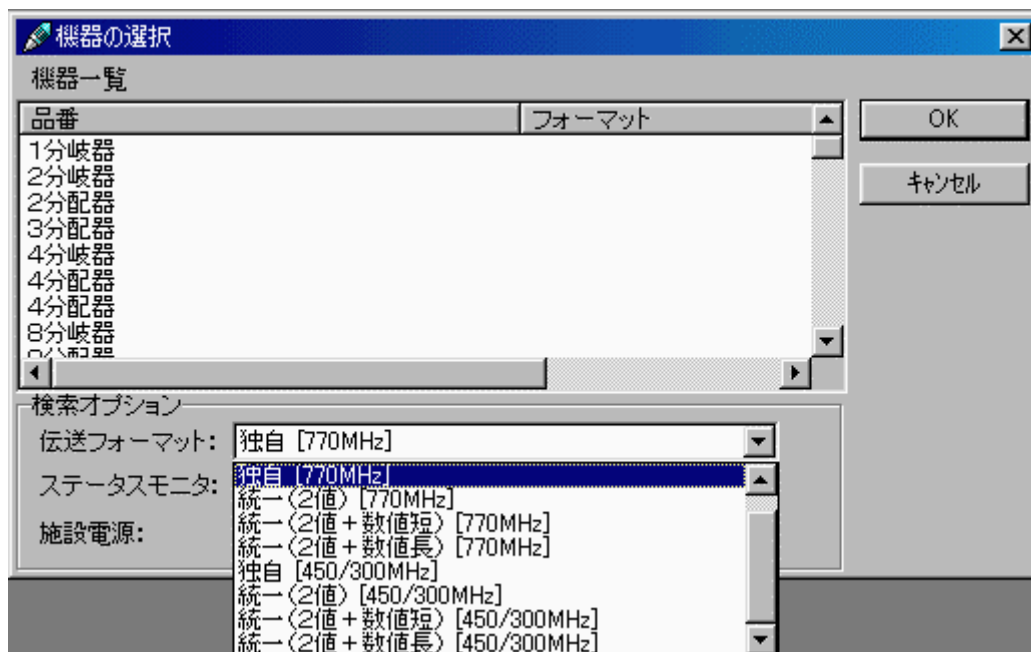 機器の選択
機器一覧
品番 フォーマット
1分岐器
2分岐器
2分配器
3分配器
4分岐器
4分配器
4分配器
8分岐器
OK
キャンセル
検索オプション
伝送フォーマット: 独自 [770MHz]
ステータスモニタ:
施設電源:
独自 [770MHz]
統一(2値) [770MHz]
統一(2値+数値短) [770MHz]
統一(2値+数値長) [770MHz]
独自 [450/300MHz]
統一(2値) [450/300MHz]
統一(2値+数値短) [450/300MHz]
統一(2値+数値長) [450/300MHz]